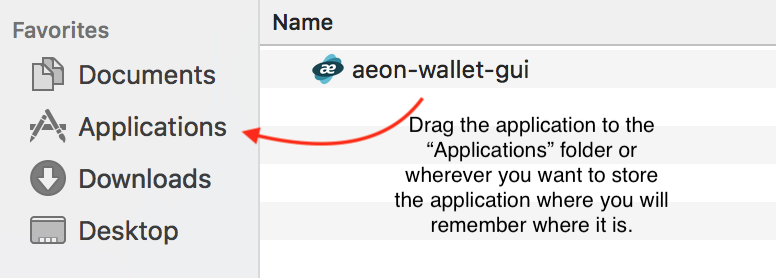 Favorites
Documents
Applications
Downloads
Desktop
Name
æ
aeon-wallet-gui
Drag the application to the
“Applications” folder or
wherever you want to store
the application where you will
remember where it is.